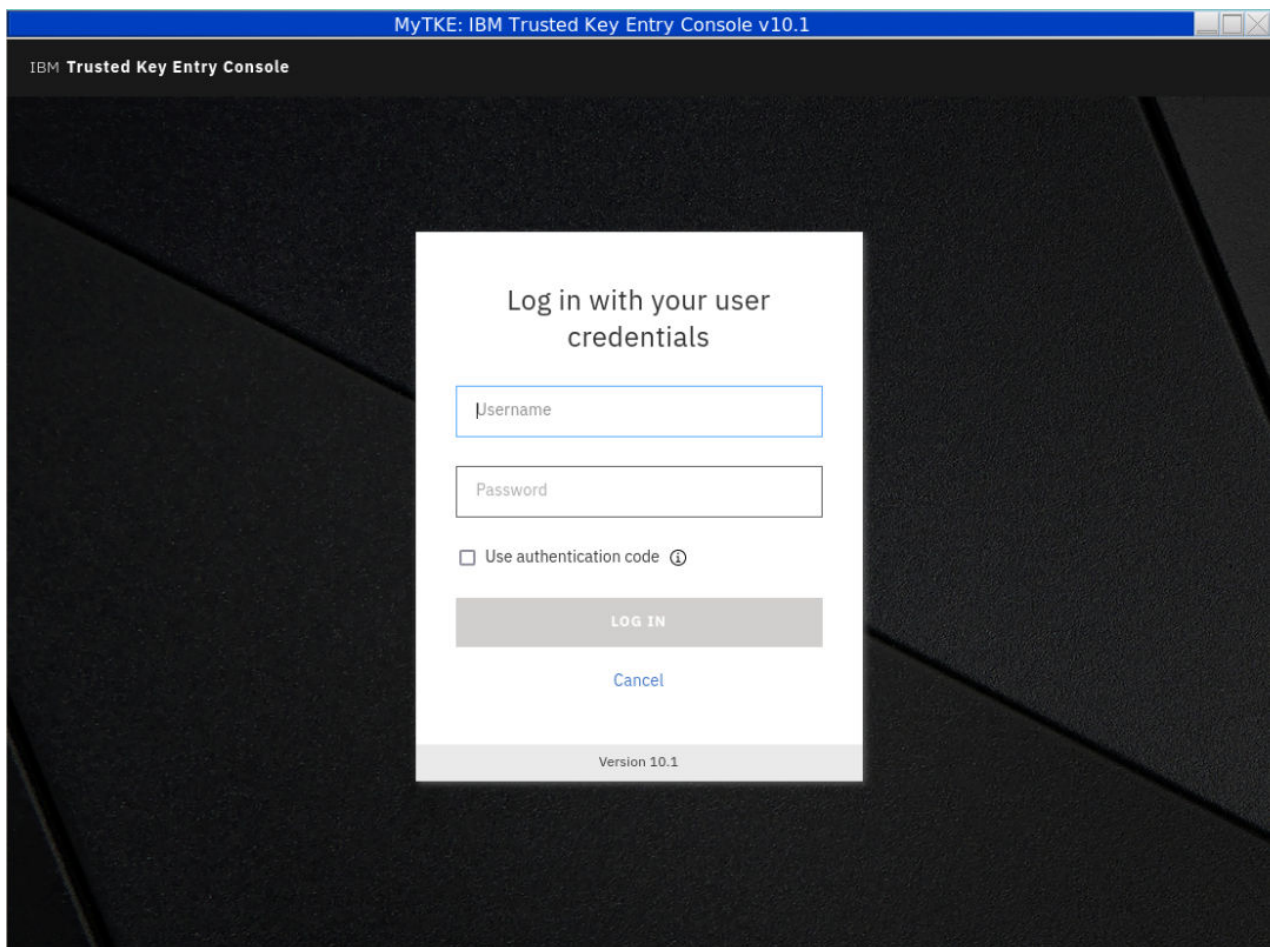 MyTKE: IBM Trusted Key Entry Console v10.1
IBM Trusted Key Entry Console
Log in with your user
credentials
Username
Password
Use authentication code
LOG IN
Cancel
Version 10.1